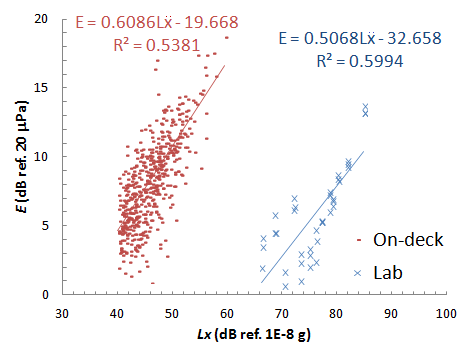 E = 0.6086Lẍ - 19.668
R² = 0.5381
E = 0.5068Lẍ - 32.658
R² = 0.5994
20
15
10
5
0
E (dB ref. 20 μPa)
On-deck
Lab
30 40 50 60 70 80 90 100
Lẍ (dB ref. 1E-8 g)